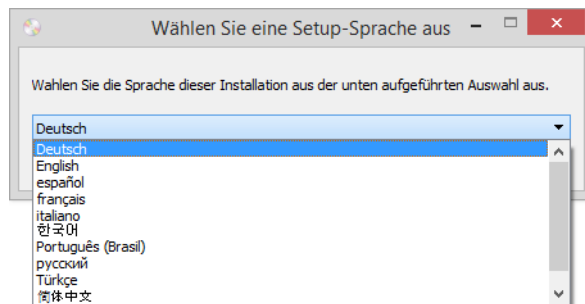 Wählen Sie eine Setup-Sprache aus
Wahlen Sie die Sprache dieser Installation aus der unten aufgeführten Auswahl aus.
Deutsch
Deutsch
English
español
français
italiano
한국어
Português (Brasil)
русский
Türkçe
简体中文